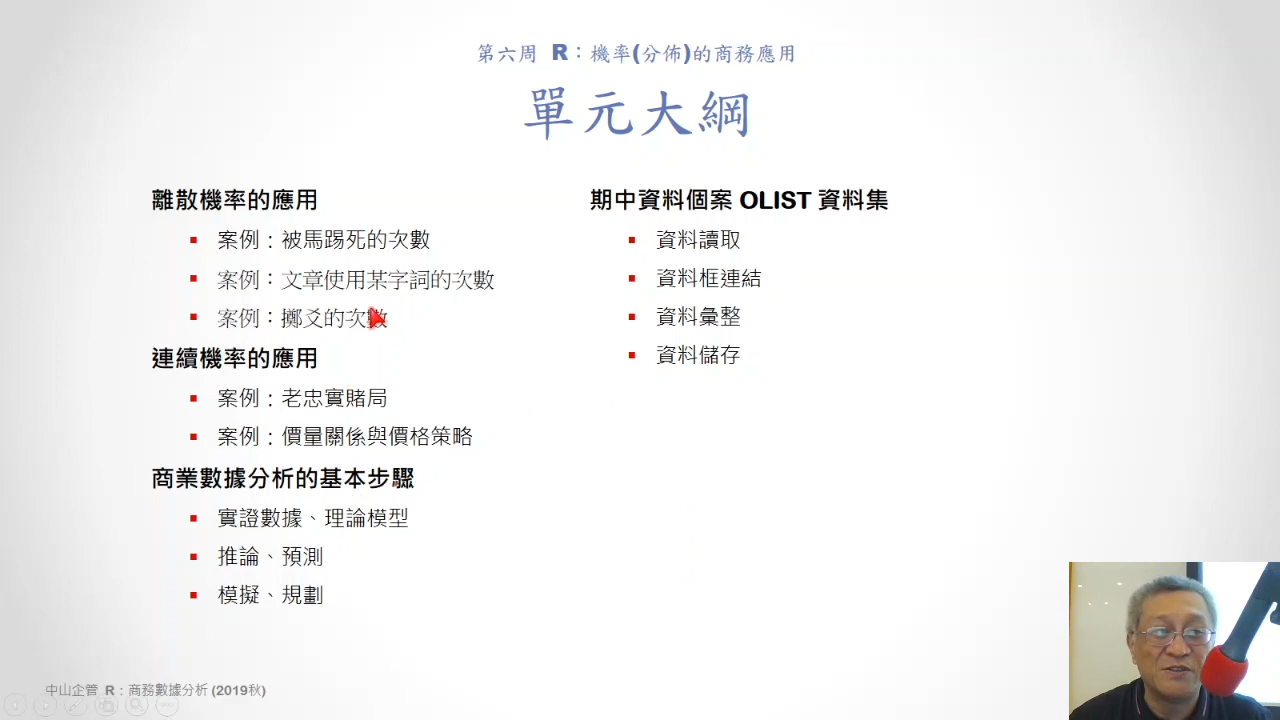 第六周 R：機率(分佈)的商務應用
單元大綱
離散機率的應用
案例：被馬踢死的次數
案例：文章使用某字詞的次數
案例：擲爻的次數
連續機率的應用
案例：老忠實賭局
案例：價量關係與價格策略
商業數據分析的基本步驟
實證數據、理論模型
推論、預測
模擬、規劃
期中資料個案 OLIST 資料集
資料讀取
資料框連結
資料彙整
資料儲存
中山企管 R：商務數據分析 (2019秋)